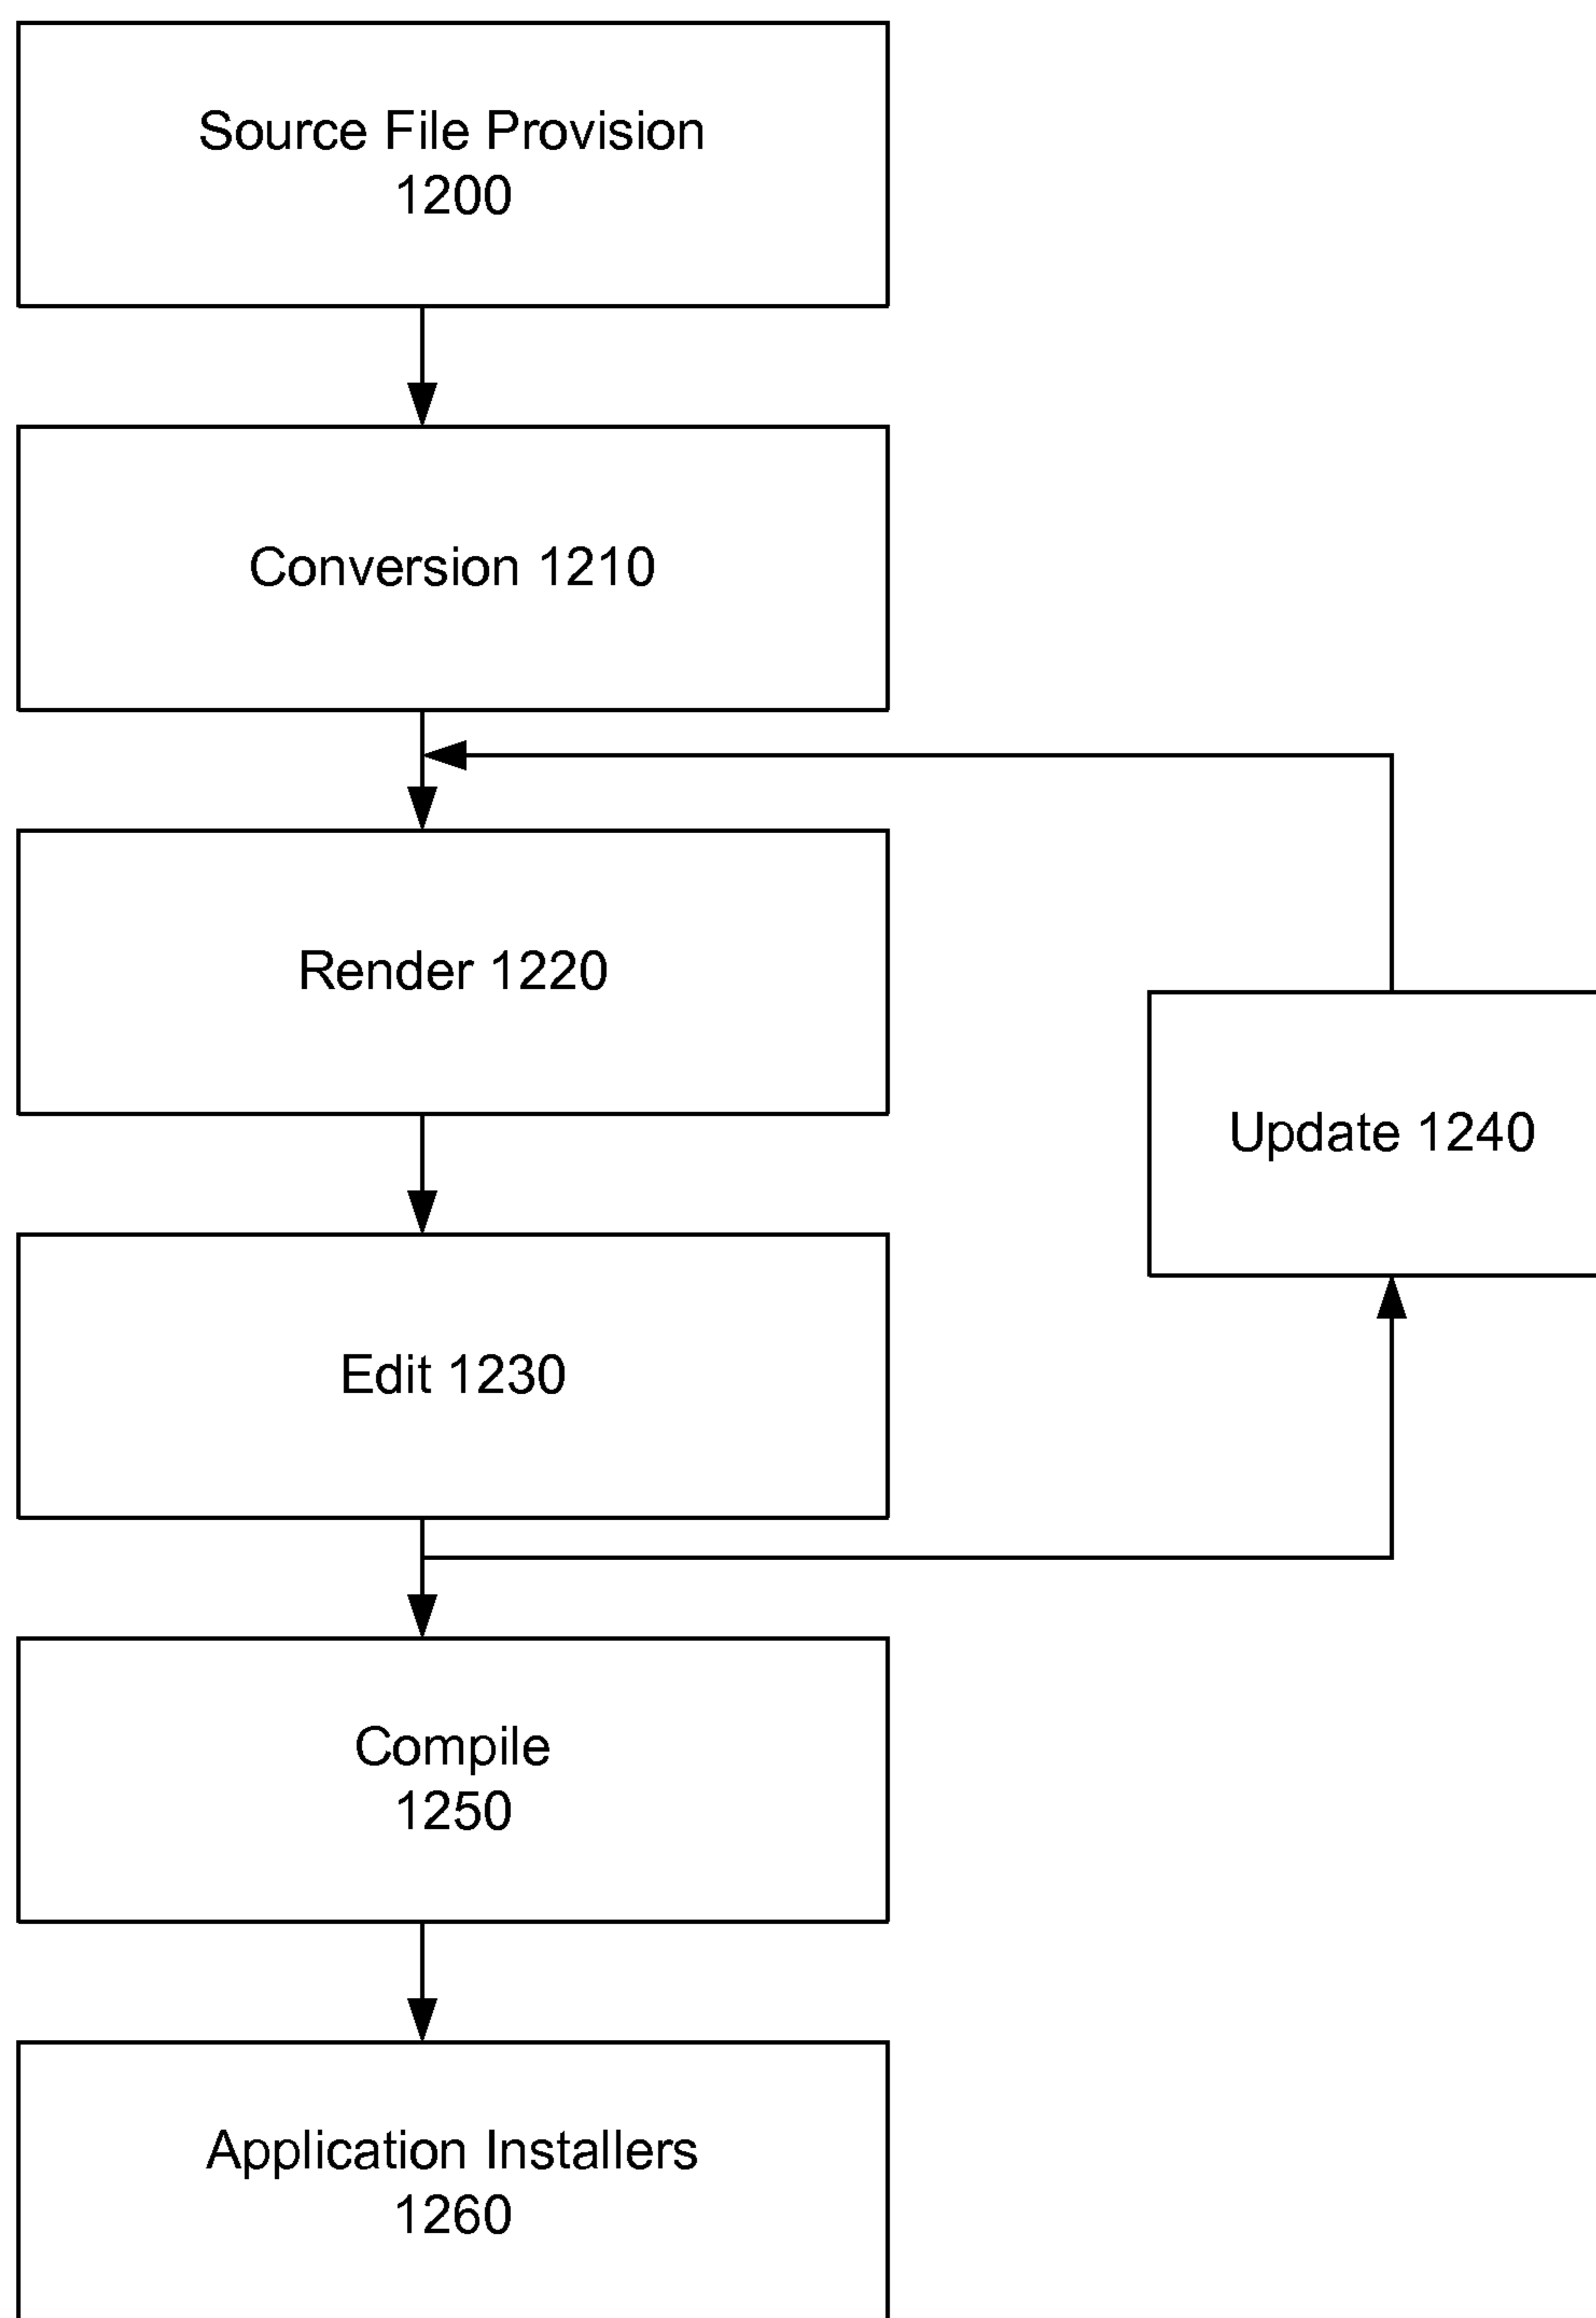 Source File Provision
1200
Conversion 1210
Render 1220
Update 1240
Edit 1230
Compile
1250
Application Installers
1260